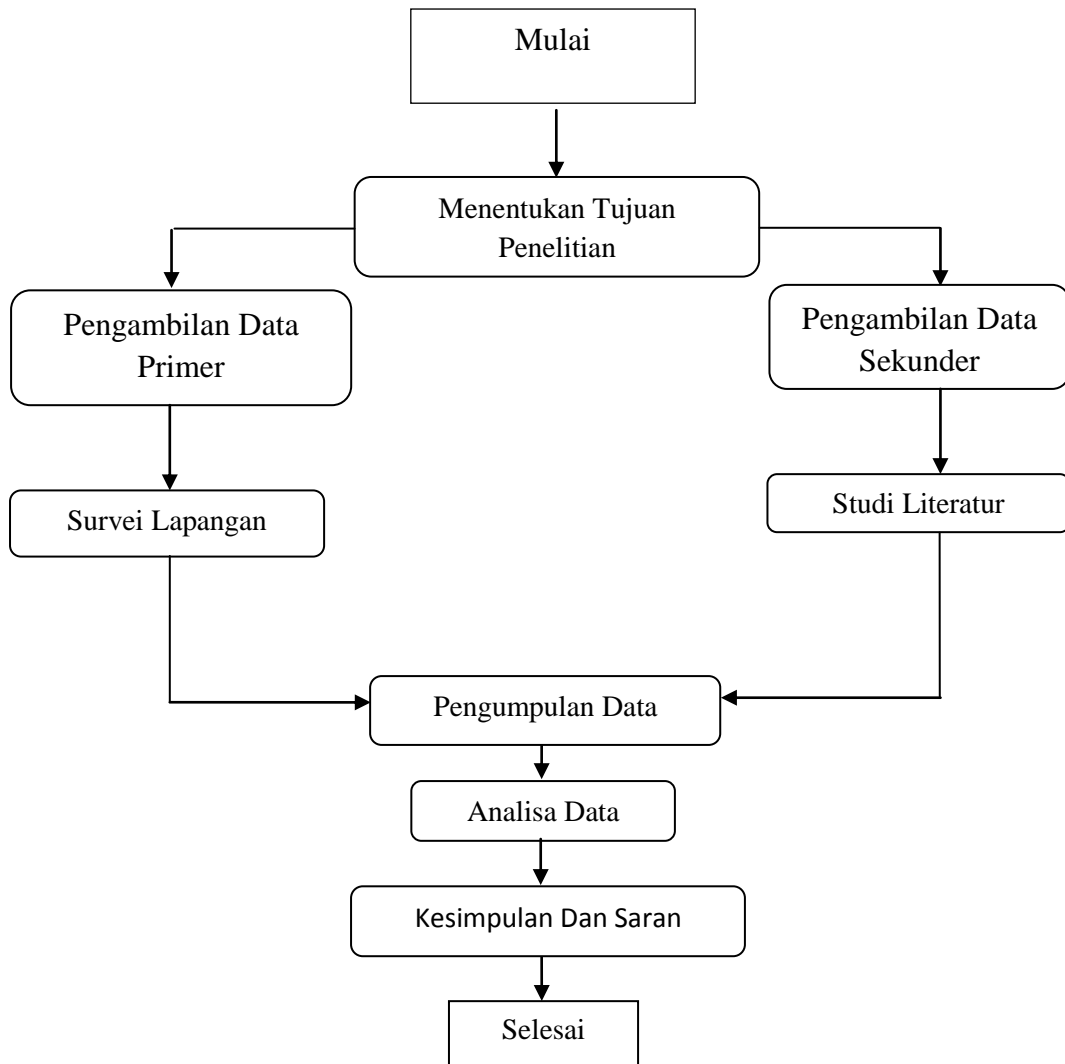 Mulai
Menentukan Tujuan
Penelitian
Pengambilan Data
Primer
Pengambilan Data
Sekunder
Survei Lapangan
Studi Literatur
Pengumpulan Data
Analisa Data
Kesimpulan Dan Saran
Selesai